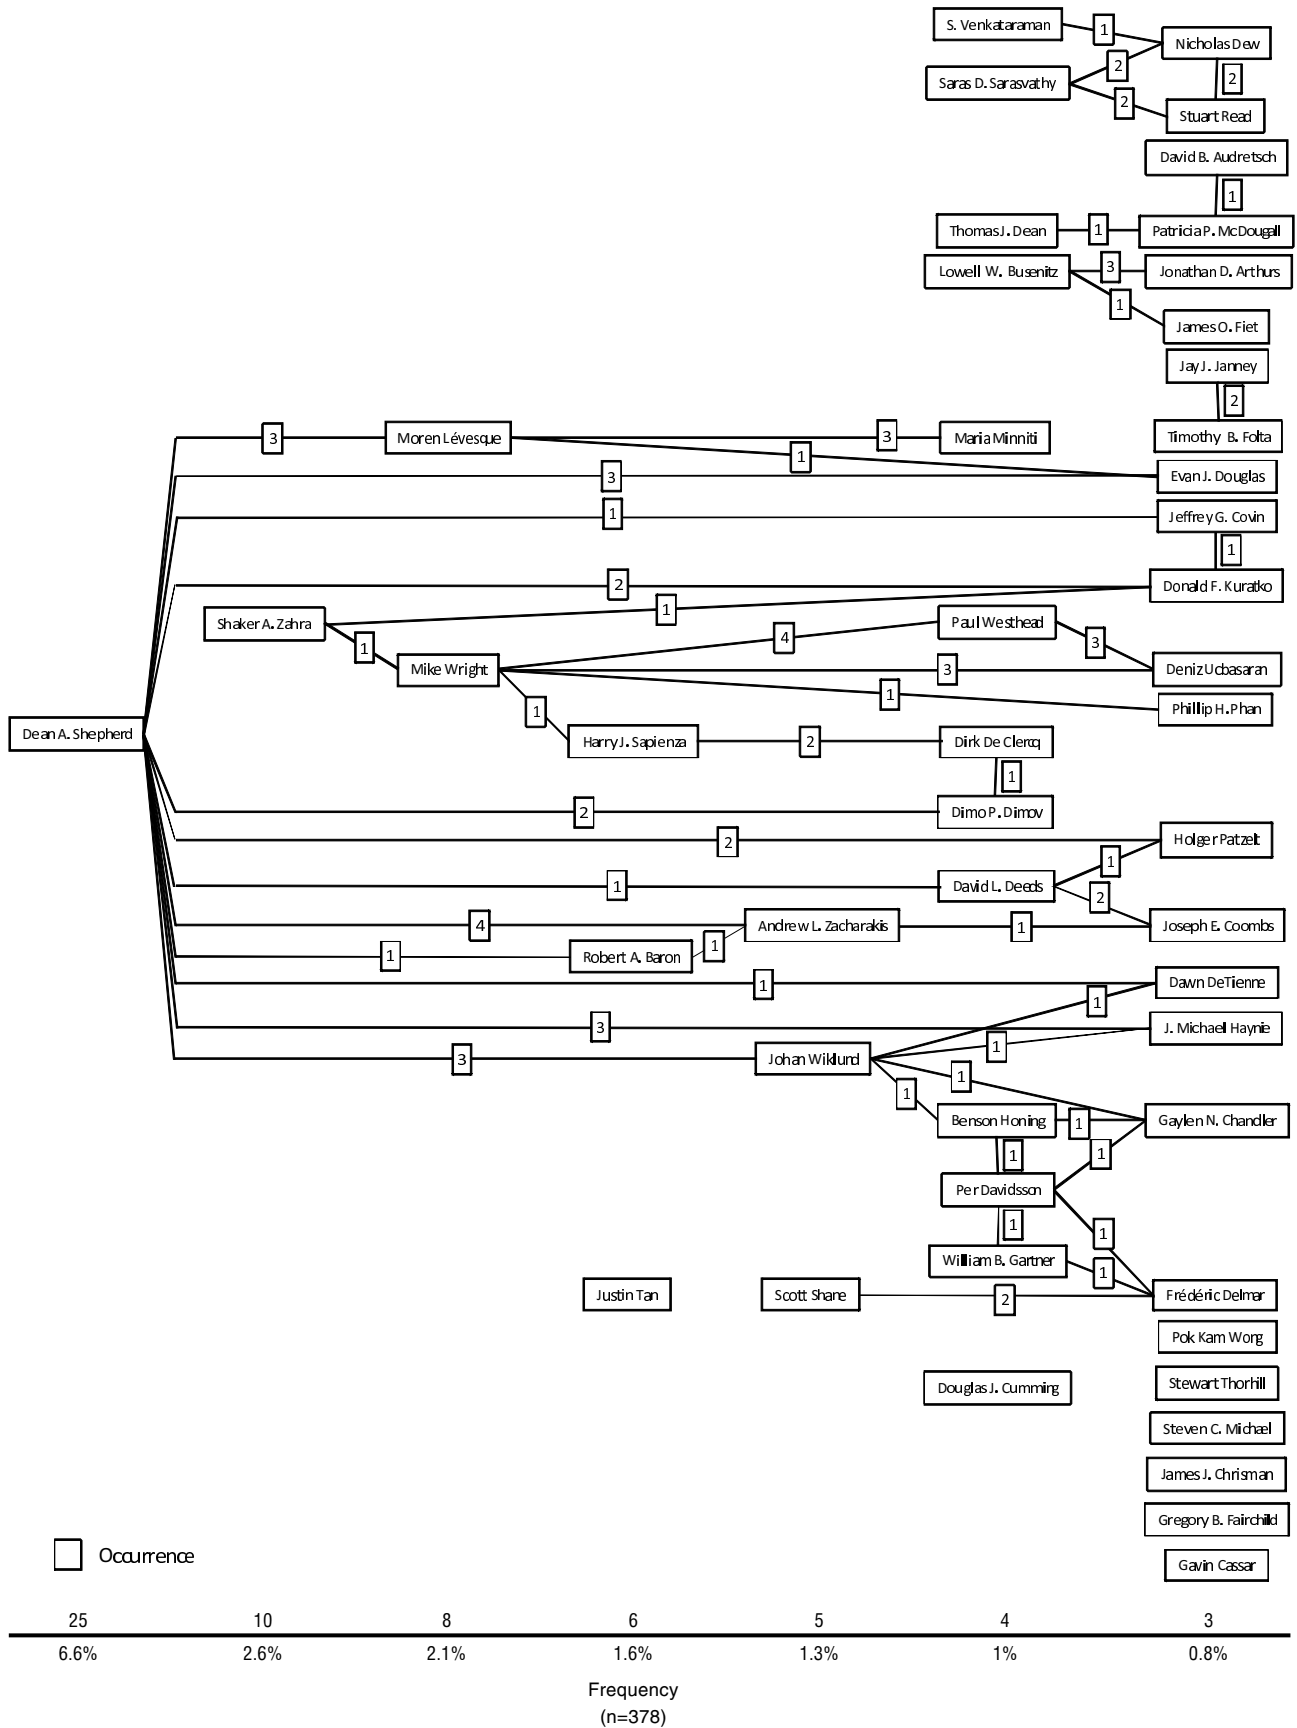 S. Venkataraman
1
Nicholas Dew
2
Saras D. Sarasvathy
2
2
Stuart Read
David B. Audretsch
1
Thomas J. Dean
1
Patricia P. McDougall
Lowell W. Busenitz
3
Jonathan D. Arthurs
1
James O. Fiet
Jay J. Janney
2
3
Moren Lévesque
3
Maria Minniti
Timothy B. Folta
1
3
Evan J. Douglas
1
Jeffrey G. Covin
1
2
Donald F. Kuratko
Shaker A. Zahra
1
Paul Westhead
1
4
3
Mike Wright
3
Deniz Ucbasaran
1
Phillip H. Phan
1
Dean A. Shepherd
Harry J. Sapienza
2
Dirk De Clercq
1
2
Dimo P. Dimov
2
Holger Patzelt
1
1
David L. Deeds
2
4
Andrew L. Zacharakis
1
Joseph E. Coombs
1
Robert A. Baron
1
1
Dawn DeTienne
1
3
J. Michael Haynie
1
3
Johan Wiklund
1
1
Benson Honing
1
Gaylen N. Chandler
1
1
Per Davidsson
1
1
William B. Gartner
1
Justin Tan
Scott Shane
2
Frédéric Delmar
Pok Kam Wong
Douglas J. Cumming
Stewart Thorhill
Steven C. Michael
James J. Chrisman
Gregory B. Fairchild
Occurrence
Gavin Cassar
25 10 8 6 5 4 3
6.6% 2.6% 2.1% 1.6% 1.3% 1% 0.8%
Frequency
(n=378)